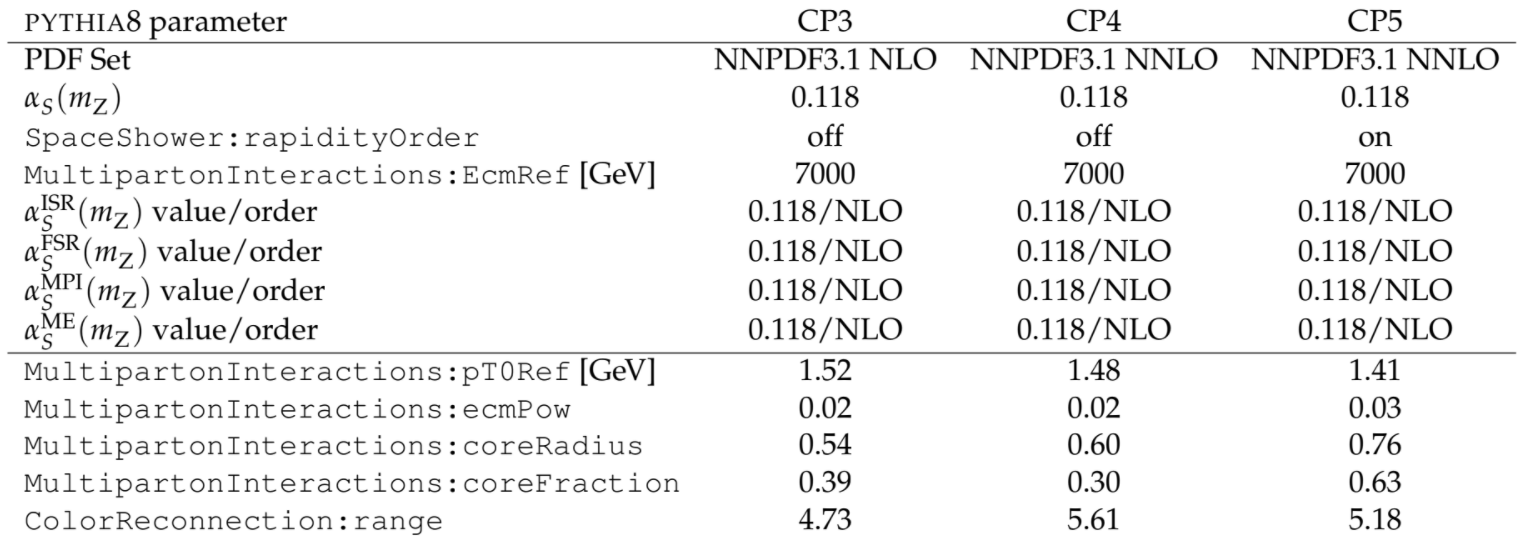 PYTHIA8 parameter CP3 CP4 CP5
PDF Set NNPDF3.1 NLO NNPDF3.1 NNLO NNPDF3.1 NNLO
α_S(m_Z) 0.118 0.118 0.118
SpaceShower:rapidityOrder off off on
MultipartonInteractions:EcmRef [GeV] 7000 7000 7000
α_S^ISR(m_Z) value/order 0.118/NLO 0.118/NLO 0.118/NLO
α_S^FSR(m_Z) value/order 0.118/NLO 0.118/NLO 0.118/NLO
α_S^MPI(m_Z) value/order 0.118/NLO 0.118/NLO 0.118/NLO
α_S^ME(m_Z) value/order 0.118/NLO 0.118/NLO 0.118/NLO
MultipartonInteractions:pT0Ref [GeV] 1.52 1.48 1.41
MultipartonInteractions:ecmPow 0.02 0.02 0.03
MultipartonInteractions:coreRadius 0.54 0.60 0.76
MultipartonInteractions:coreFraction 0.39 0.30 0.63
ColorReconnection:range 4.73 5.61 5.18